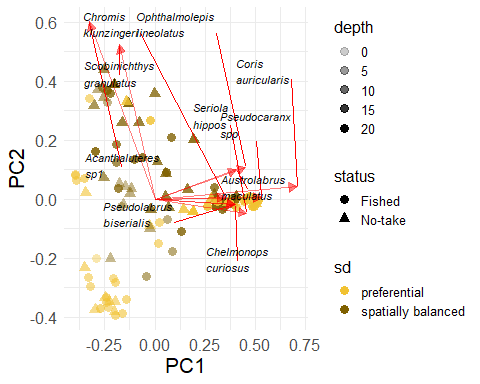 Chromis
klunzingeri
Ophthalmolepis
lineolatus
Scobinichthys
granulatus
Coris
auricularis
Seriola
hippos
Pseudocaranx
spp
Acanthaluteres
sp1
Austrolabrus
maculatus
Pseudolabrus
biserialis
Chelmonops
curiosus
0.6
0.4
0.2
0.0
-0.2
-0.4
PC2
-0.25
0.00
0.25
0.50
0.75
PC1
depth
0
5
10
15
20
status
Fished
No-take
sd
preferential
spatially balanced